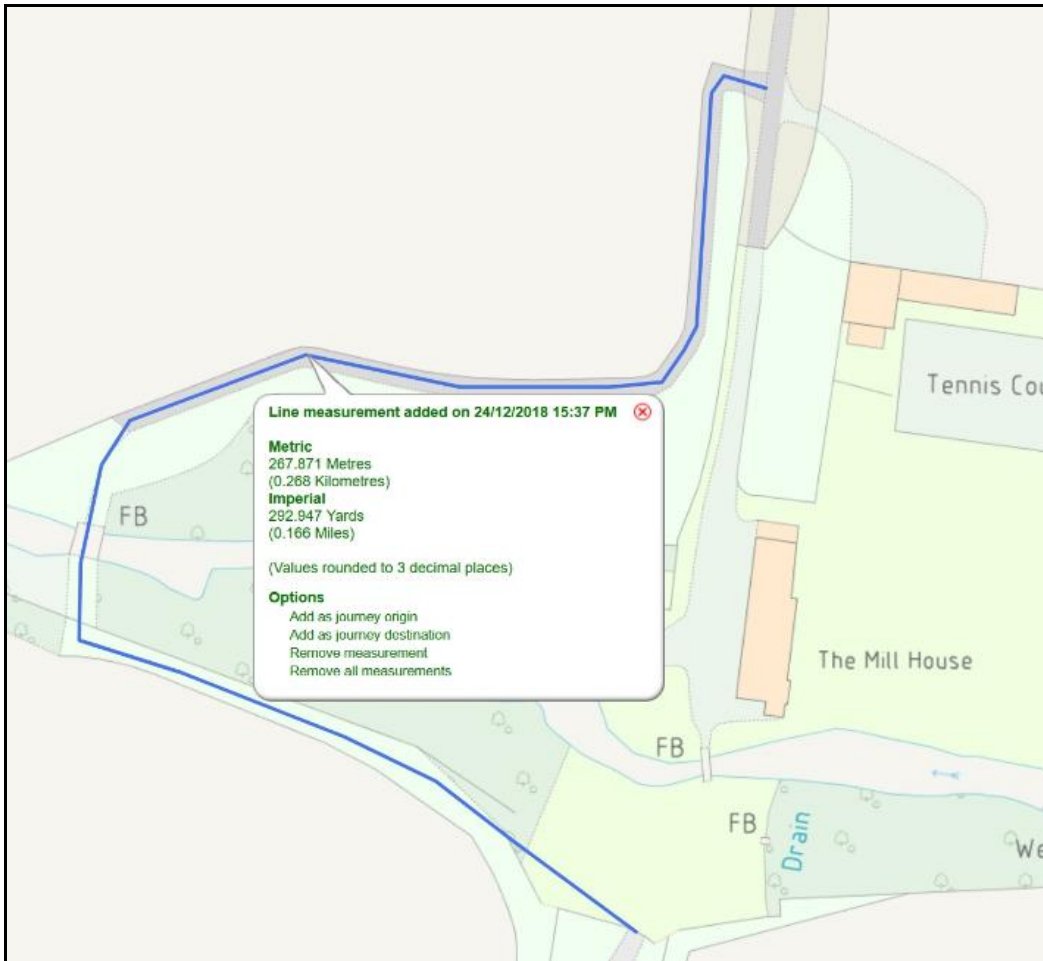 Tennis Cou
Line measurement added on 24/12/2018 15:37 PM
Metric
267.871 Metres
(0.268 Kilometres)
Imperial
292.947 Yards
(0.166 Miles)
(Values rounded to 3 decimal places)
Options
Add as journey origin
Add as journey destination
Remove measurement
Remove all measurements
FB
The Mill House
FB
FB
Drain
We